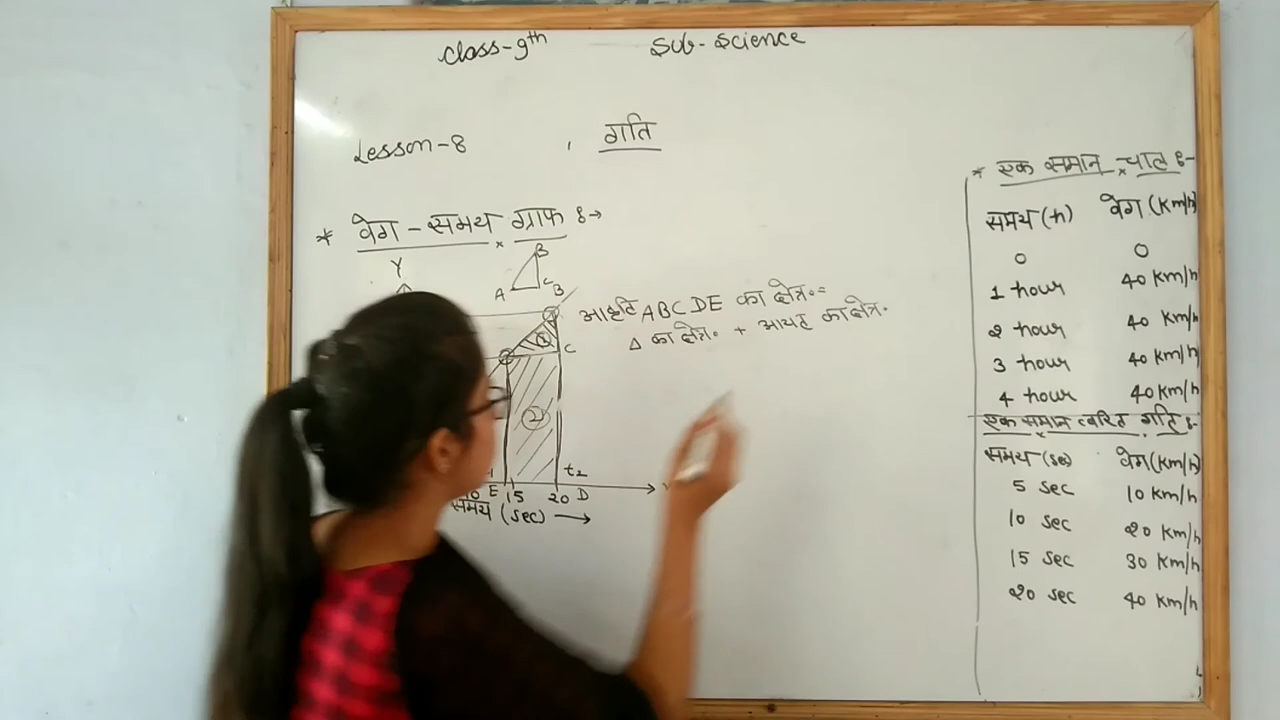 class-9th
Sub-Science
Lesson-8
गति
* वेग-समय ग्राफ :→
Y
B
A
C
B
1
C
2
t2
10 E 15 20 D
समय (sec) →
आकृति ABCDE का क्षेत्र०=
Δ का क्षेत्र० + आयत का क्षेत्र०
* एक समान चाल :-
समय (h) वेग (Km/h)
0 0
1 hour 40 Km/h
2 hour 40 Km/h
3 hour 40 Km/h
4 hour 40 Km/h
एक समान त्वरित गति :-
समय (sec) वेग (Km/h)
5 sec 10 Km/h
10 sec 20 Km/h
15 sec 30 Km/h
20 sec 40 Km/h